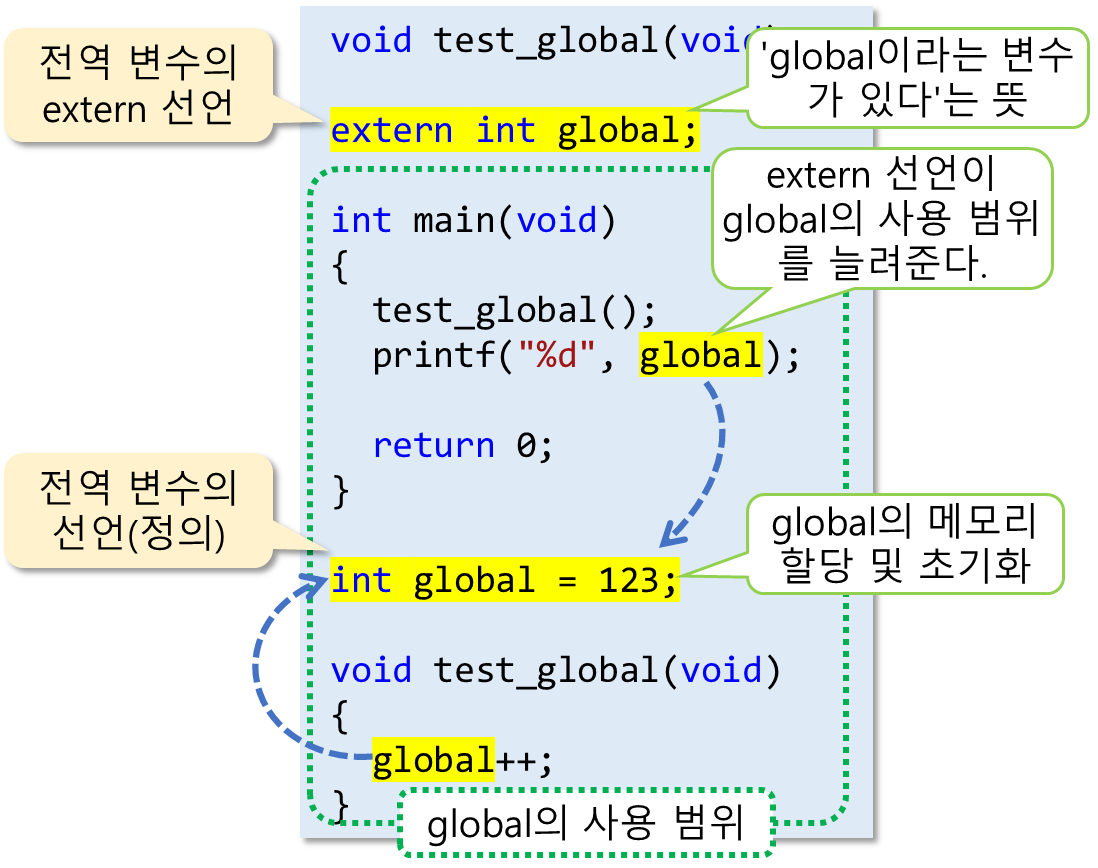 void test_global(void
'global이라는 변수
가 있다'는 뜻
전역 변수의
extern 선언
extern int global;
extern 선언이
global의 사용 범위
를 늘려준다.
int main(void)
{
test_global();
printf("%d", global);
return 0;
}
전역 변수의
선언(정의)
global의 메모리
할당 및 초기화
int global = 123;
void test_global(void)
{
global++;
}
global의 사용 범위